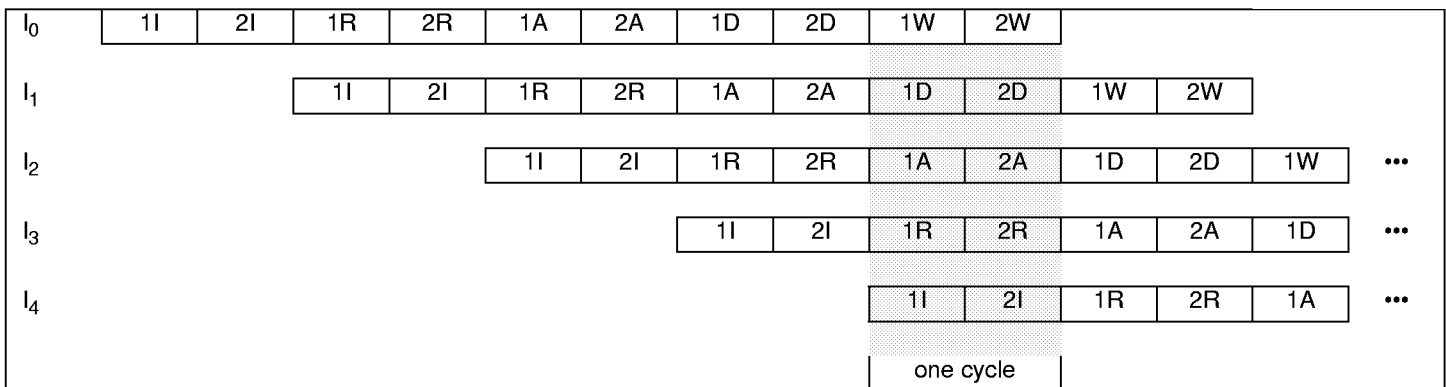 I0 1I 2I 1R 2R 1A 2A 1D 2D 1W 2W
I1 1I 2I 1R 2R 1A 2A 1D 2D 1W 2W
I2 1I 2I 1R 2R 1A 2A 1D 2D 1W •••
I3 1I 2I 1R 2R 1A 2A 1D •••
I4 1I 2I 1R 2R 1A •••
one cycle